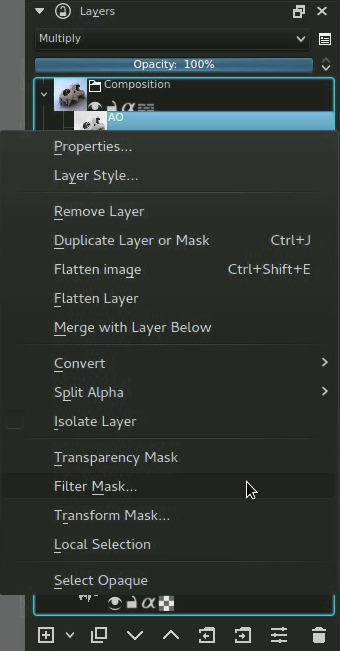 Layers
Multiply
Opacity: 100%
Composition
AO
Properties...
Layer Style...
Remove Layer
Duplicate Layer or Mask Ctrl+J
Flatten image Ctrl+Shift+E
Flatten Layer
Merge with Layer Below
Convert
Split Alpha
Isolate Layer
Transparency Mask
Filter Mask...
Transform Mask...
Local Selection
Select Opaque